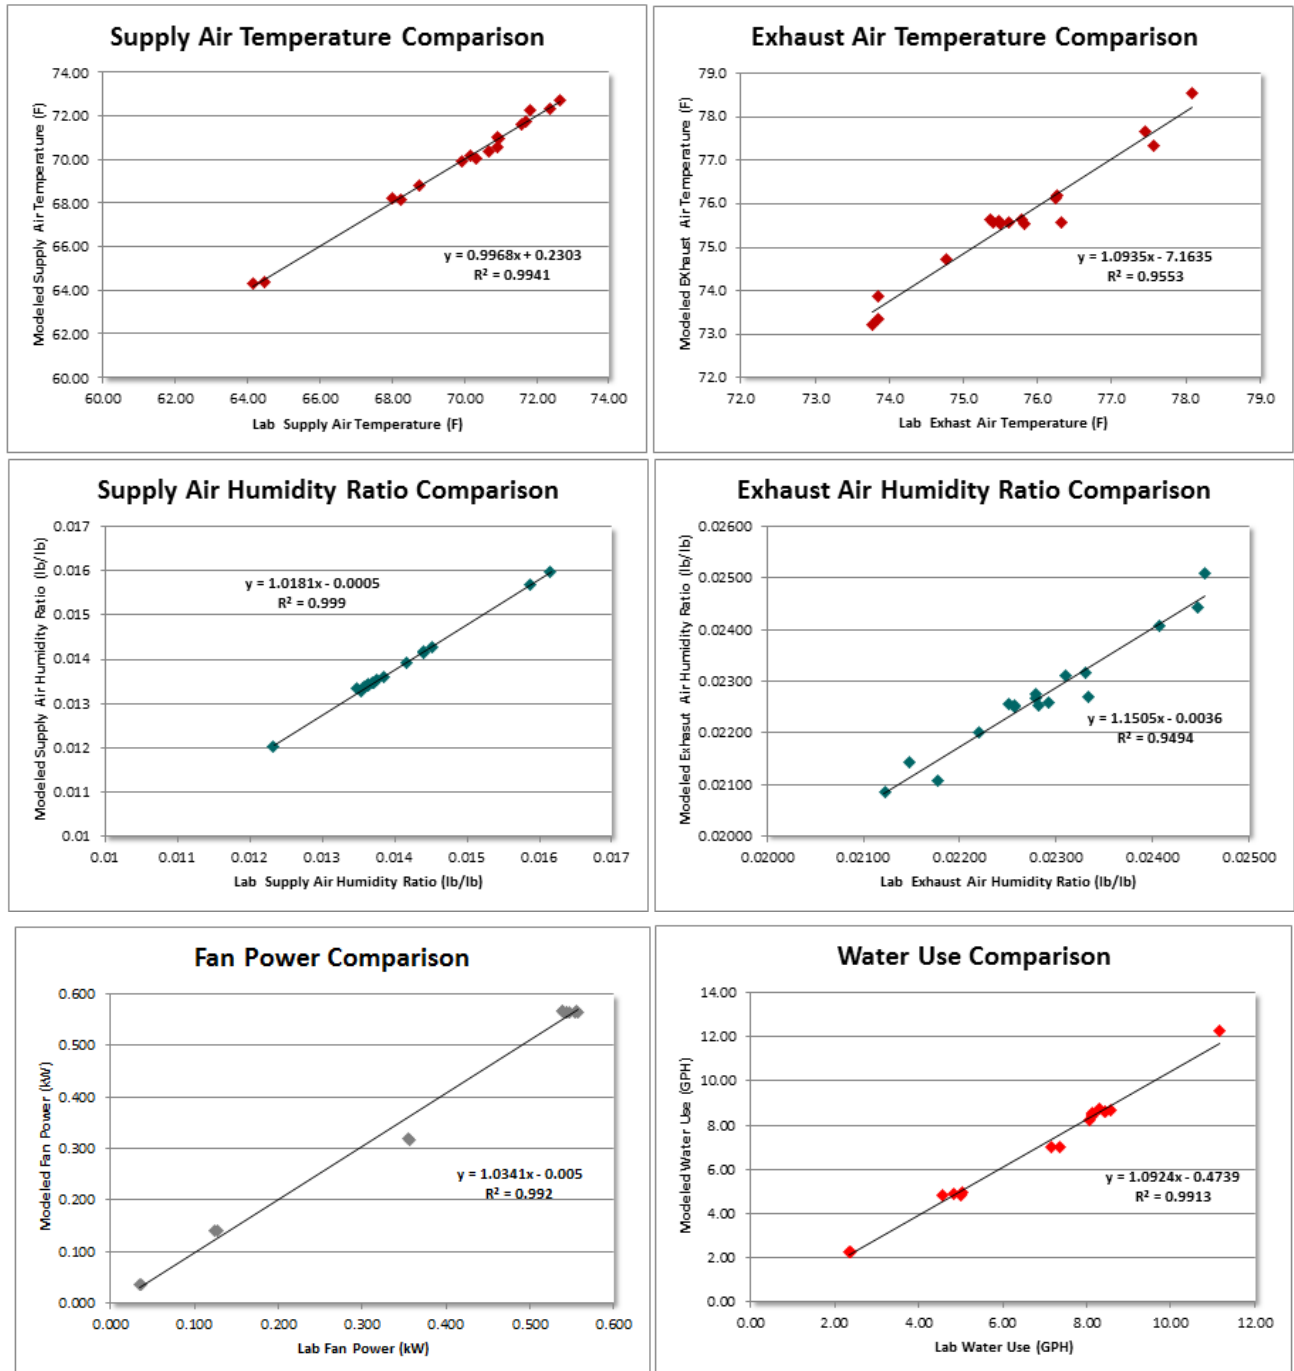 Supply Air Temperature Comparison
Modeled Supply Air Temperature (F)
74.00
72.00
70.00
68.00
66.00
64.00
62.00
60.00
y = 0.9968x + 0.2303
R² = 0.9941
60.00 62.00 64.00 66.00 68.00 70.00 72.00 74.00
Lab Supply Air Temperature (F)
Exhaust Air Temperature Comparison
Modeled EXhaust Air Temperature (F)
79.0
78.0
77.0
76.0
75.0
74.0
73.0
72.0
y = 1.0935x - 7.1635
R² = 0.9553
72.0 73.0 74.0 75.0 76.0 77.0 78.0 79.0
Lab Exhast Air Temperature (F)
Supply Air Humidity Ratio Comparison
Modeled Supply Air Humidity Ratio (lb/lb)
0.017
0.016
0.015
0.014
0.013
0.012
0.011
0.01
y = 1.0181x - 0.0005
R² = 0.999
0.01 0.011 0.012 0.013 0.014 0.015 0.016 0.017
Lab Supply Air Humidity Ratio (lb/lb)
Exhaust Air Humidity Ratio Comparison
Modeled Exhasut Air Humidity Ratio (lb/lb)
0.02600
0.02500
0.02400
0.02300
0.02200
0.02100
0.02000
y = 1.1505x - 0.0036
R² = 0.9494
0.02000 0.02100 0.02200 0.02300 0.02400 0.02500
Lab Exhaust Air Humidity Ratio (lb/lb)
Fan Power Comparison
Modeled Fan Power (kW)
0.600
0.500
0.400
0.300
0.200
0.100
0.000
y = 1.0341x - 0.005
R² = 0.992
0.000 0.100 0.200 0.300 0.400 0.500 0.600
Lab Fan Power (kW)
Water Use Comparison
Modeled Water Use (GPH)
14.00
12.00
10.00
8.00
6.00
4.00
2.00
0.00
y = 1.0924x - 0.4739
R² = 0.9913
0.00 2.00 4.00 6.00 8.00 10.00 12.00
Lab Water Use (GPH)